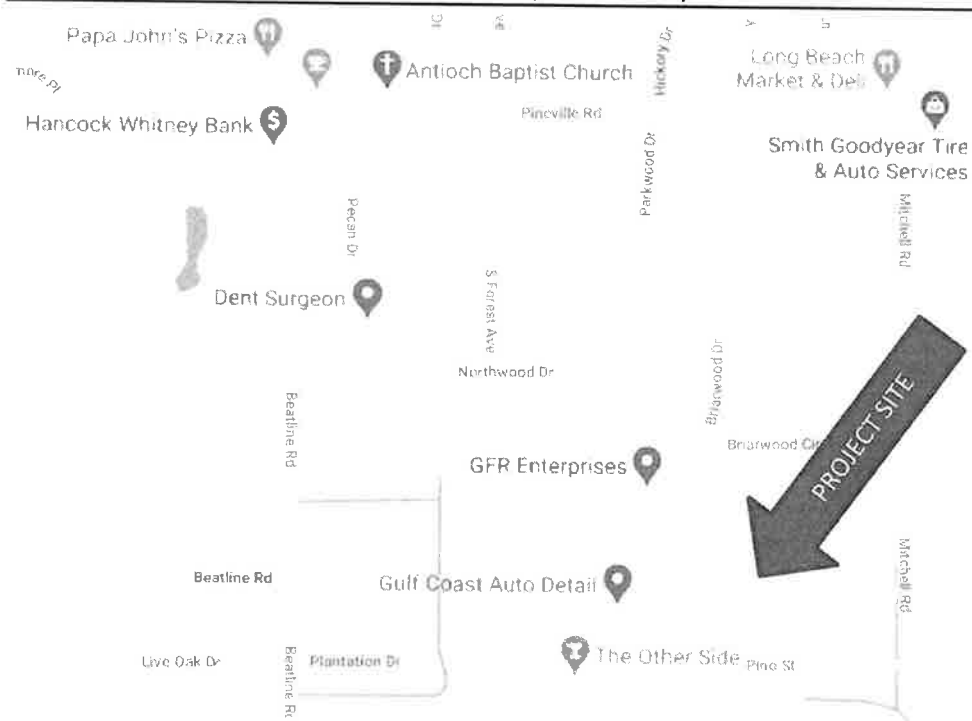 Papa John's Pizza
Antioch Baptist Church
Hickory Dr
Long Beach
Market & Deli
Hancock Whitney Bank
Pineville Rd
Smith Goodyear Tire
& Auto Services
Parkwood Dr
Pecan Dr
Mitchell Rd
Dent Surgeon
S Forest Ave
Northwood Dr
Briarwood Dr
Beatline Rd
Briarwood Cir
PROJECT SITE
GFR Enterprises
Mitchell Rd
Beatline Rd
Gulf Coast Auto Detail
Live Oak Dr
Beatline Rd
Plantation Dr
The Other Side
Pino St